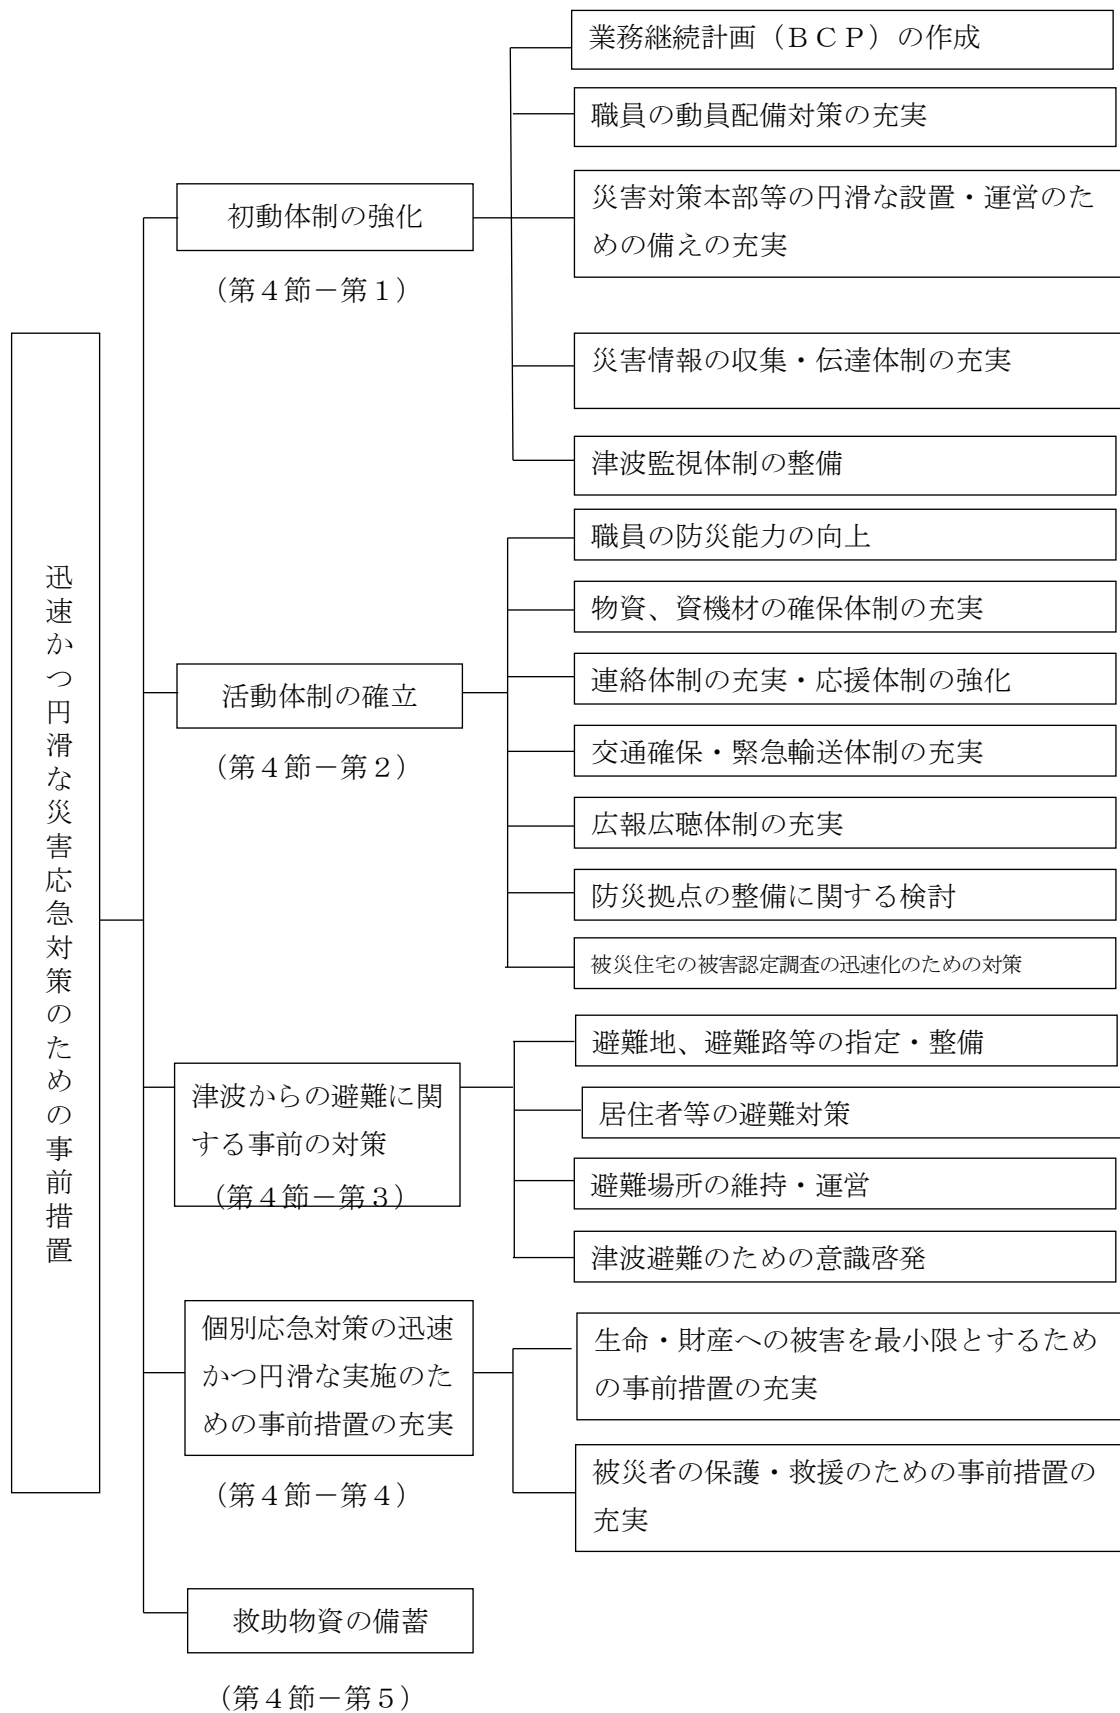 迅速かつ円滑な災害応急対策のための事前措置
初動体制の強化
（第４節－第１）
業務継続計画（ＢＣＰ）の作成
職員の動員配備対策の充実
災害対策本部等の円滑な設置・運営のた
めの備えの充実
災害情報の収集・伝達体制の充実
津波監視体制の整備
活動体制の確立
（第４節－第２）
職員の防災能力の向上
物資、資機材の確保体制の充実
連絡体制の充実・応援体制の強化
交通確保・緊急輸送体制の充実
広報広聴体制の充実
防災拠点の整備に関する検討
被災住宅の被害認定調査の迅速化のための対策
津波からの避難に関
する事前の対策
（第４節－第３）
避難地、避難路等の指定・整備
居住者等の避難対策
避難場所の維持・運営
津波避難のための意識啓発
個別応急対策の迅速
かつ円滑な実施のた
めの事前措置の充実
（第４節－第４）
生命・財産への被害を最小限とするため
の事前措置の充実
被災者の保護・救援のための事前措置の
充実
救助物資の備蓄
（第４節－第５）